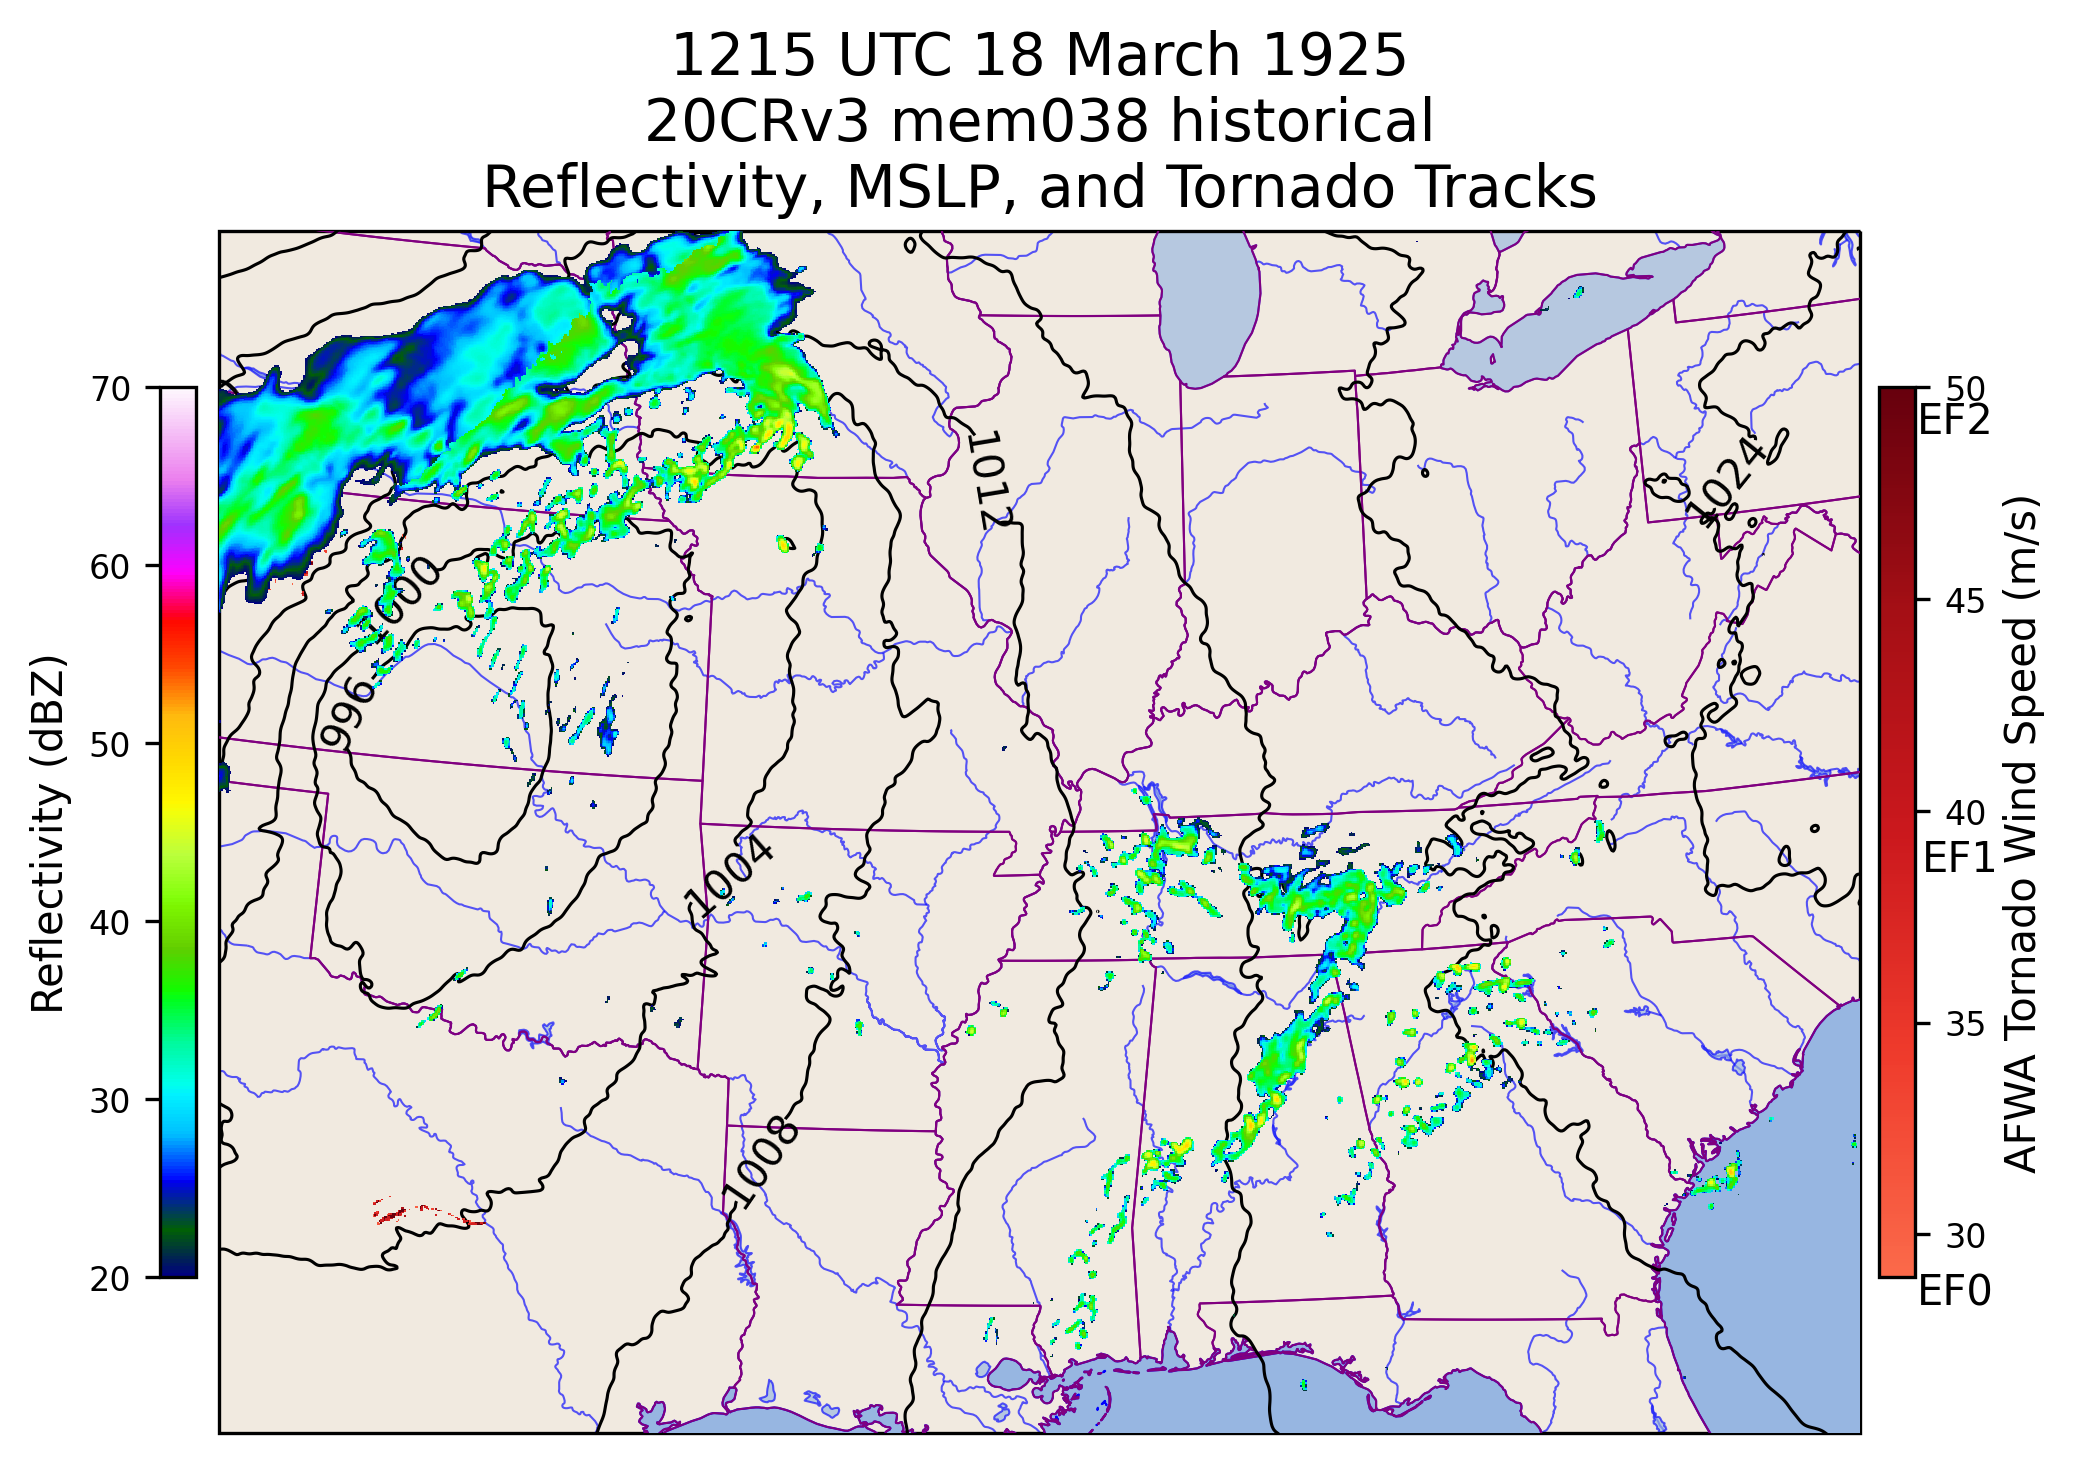 1215 UTC 18 March 1925
20CRv3 mem038 historical
Reflectivity, MSLP, and Tornado Tracks
Reflectivity (dBZ)
70
60
50
40
30
20
1012
1024
1000
996
1004
1008
50
EF2
45
40
EF1
35
30
EF0
AFWA Tornado Wind Speed (m/s)